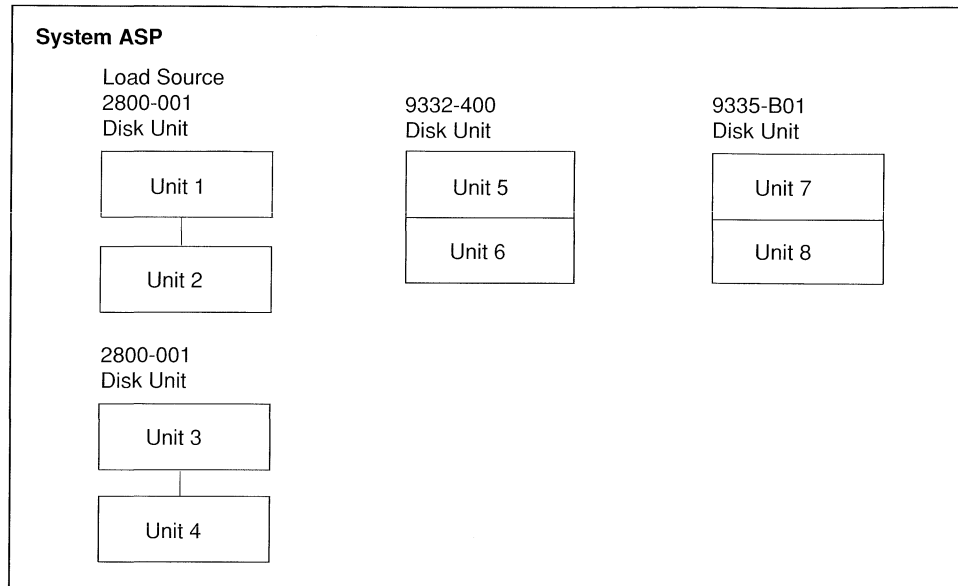 System ASP
Load Source
2800-001
Disk Unit
Unit 1
Unit 2
2800-001
Disk Unit
Unit 3
Unit 4
9332-400
Disk Unit
Unit 5
Unit 6
9335-B01
Disk Unit
Unit 7
Unit 8